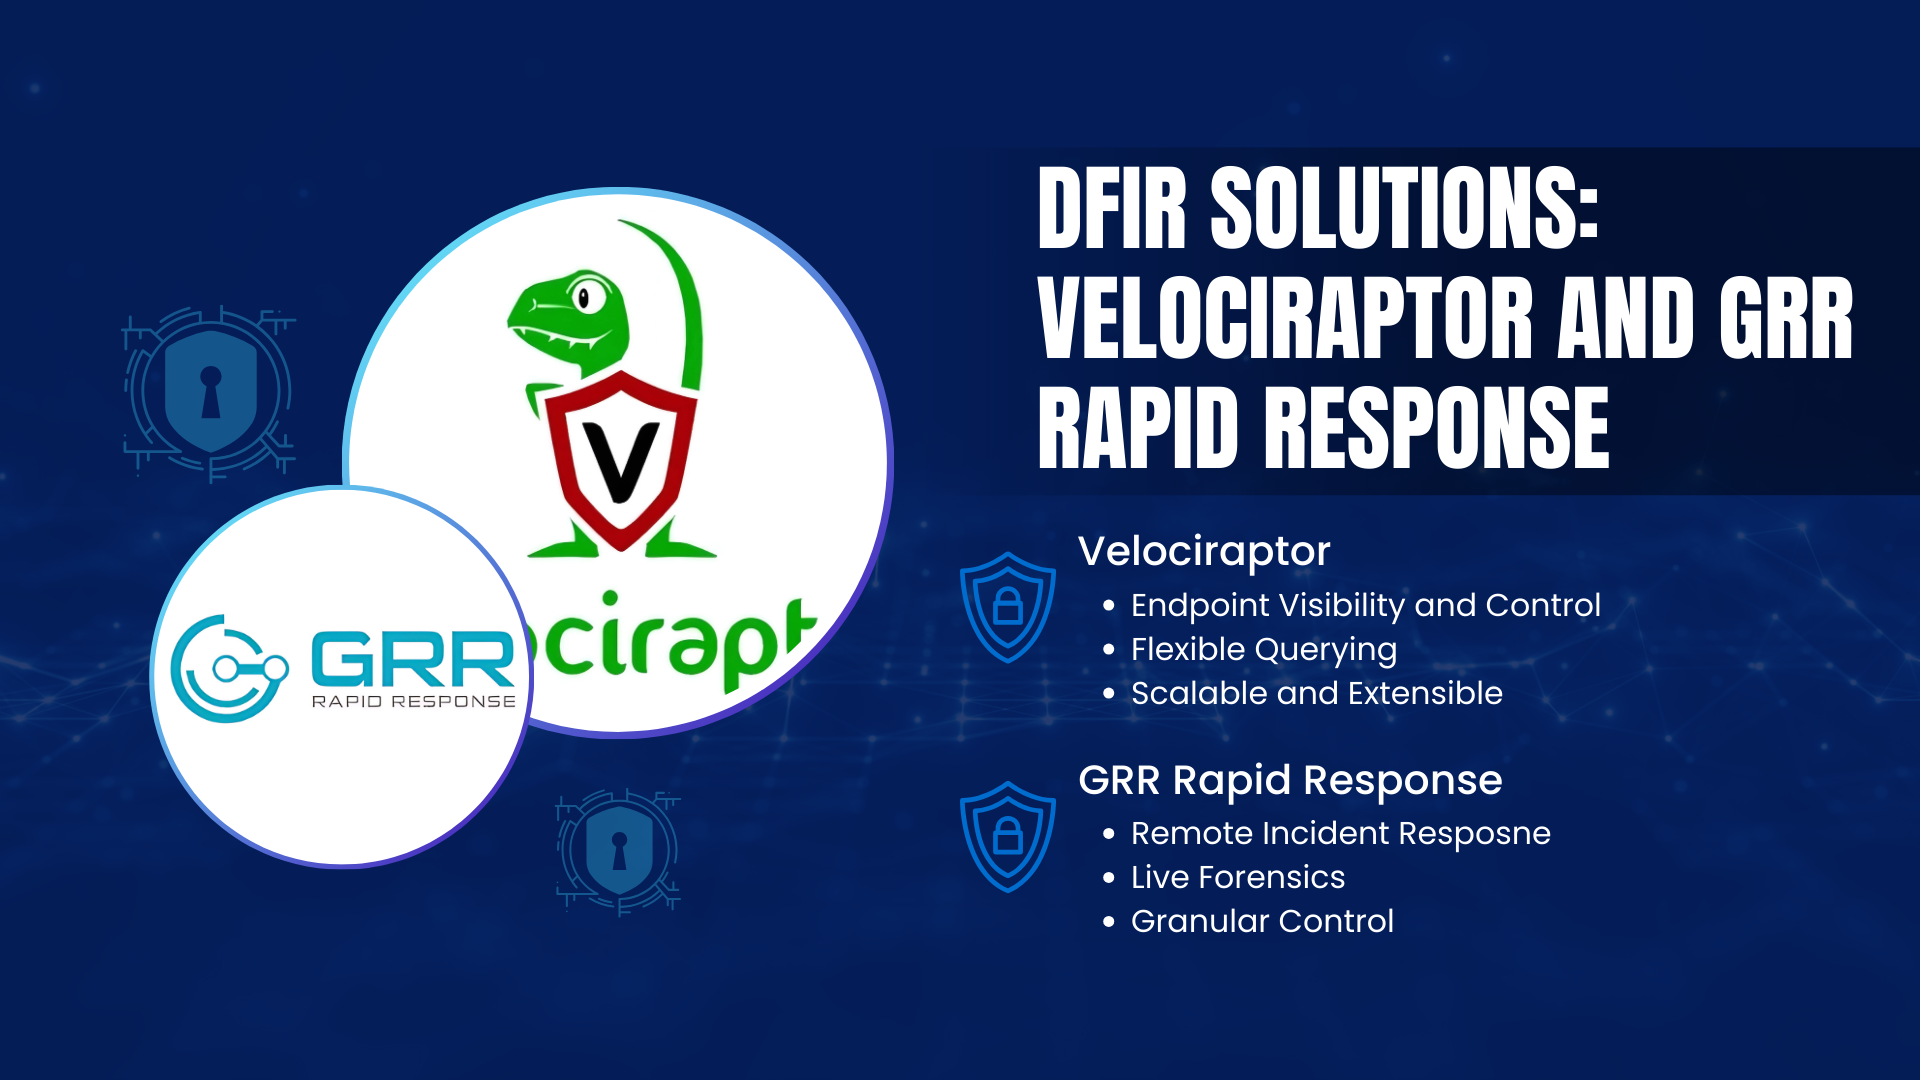 DFIR SOLUTIONS:
VELOCIRAPTOR AND GRR
RAPID RESPONSE
V
ocirapt
GRR
RAPID RESPONSE
Velociraptor
• Endpoint Visibility and Control
• Flexible Querying
• Scalable and Extensible
GRR Rapid Response
• Remote Incident Resposne
• Live Forensics
• Granular Control